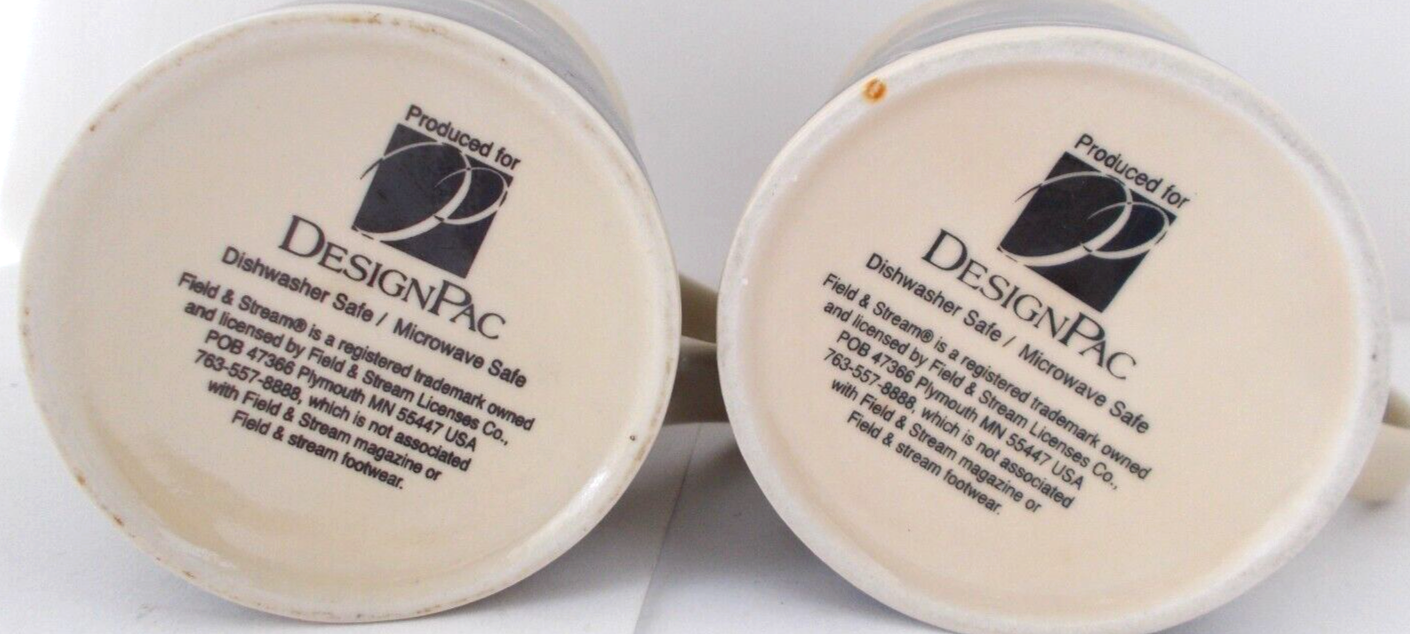 Produced for
DESIGNPAC
Dishwasher Safe / Microwave Safe
Field & Stream® is a registered trademark owned
and licensed by Field & Stream Licenses Co.,
POB 47366 Plymouth MN 55447 USA
763-557-8888, which is not associated
with Field & Stream magazine or
Field & stream footwear.
Produced for
DESIGNPAC
Dishwasher Safe / Microwave Safe
Field & Stream® is a registered trademark owned
and licensed by Field & Stream Licenses Co.,
POB 47366 Plymouth MN 55447 USA
763-557-8888, which is not associated
with Field & Stream magazine or
Field & stream footwear.